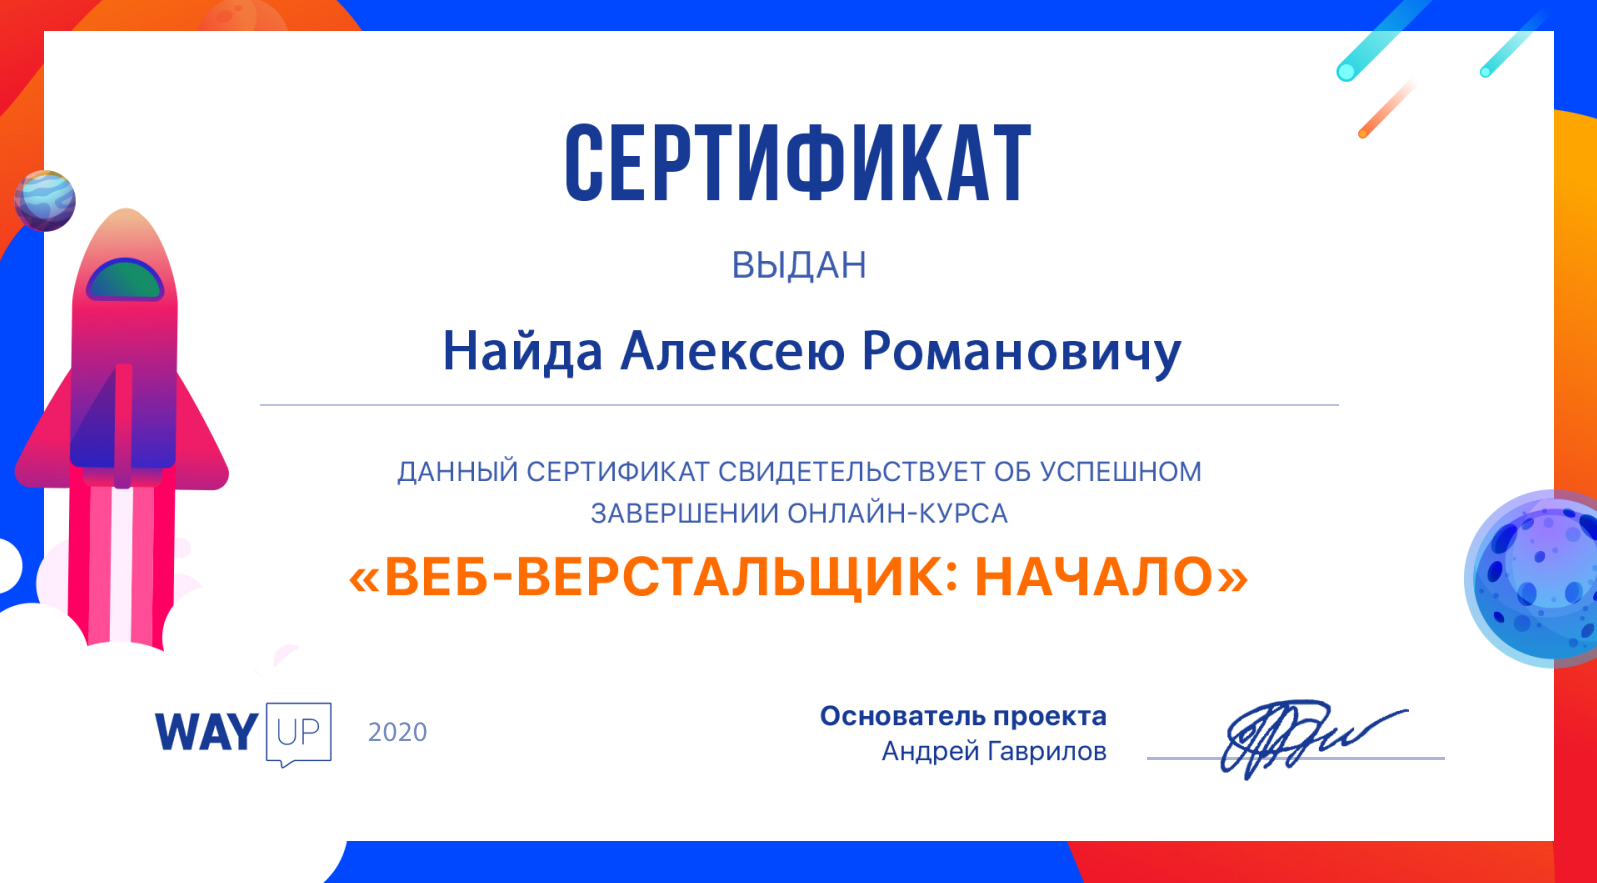 СЕРТИФИКАТ
ВЫДАН
Найда Алексею Романовичу
ДАННЫЙ СЕРТИФИКАТ СВИДЕТЕЛЬСТВУЕТ ОБ УСПЕШНОМ
ЗАВЕРШЕНИИ ОНЛАЙН-КУРСА
«ВЕБ-ВЕРСТАЛЬЩИК: НАЧАЛО»
WAY UP 2020
Основатель проекта
Андрей Гаврилов